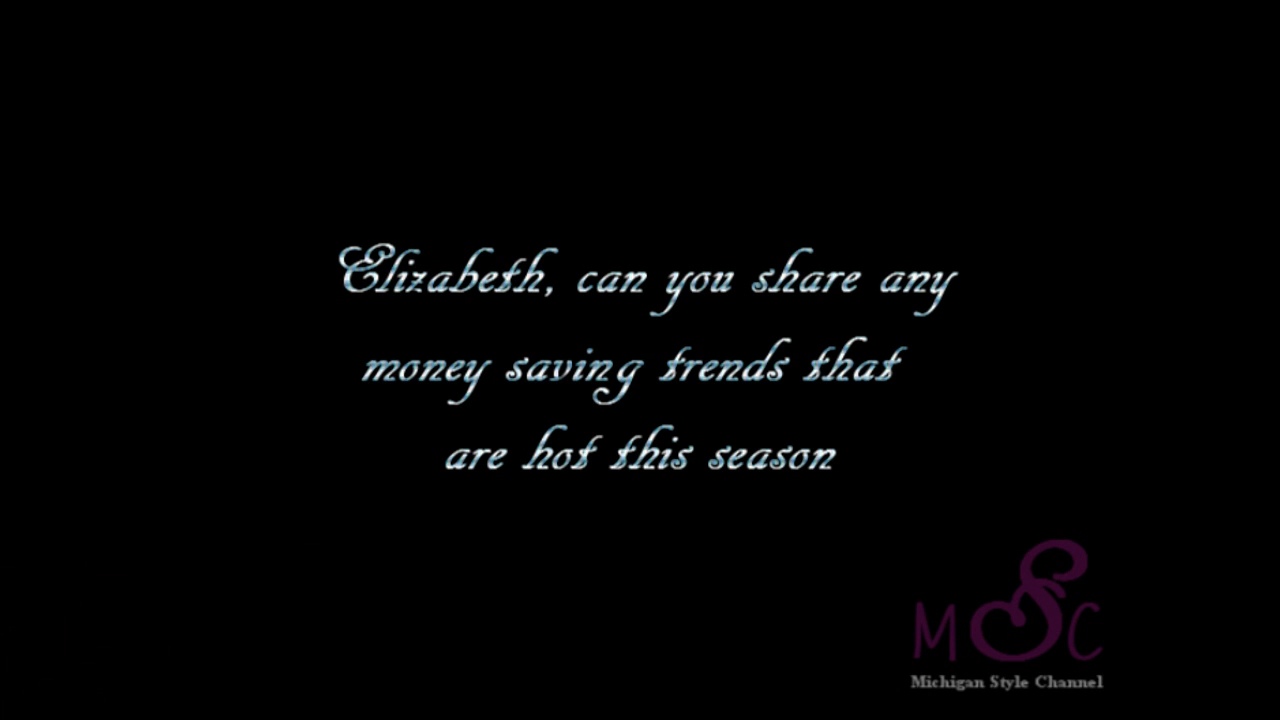 Elizabeth, can you share any
money saving trends that
are hot this season
MSC
Michigan Style Channel